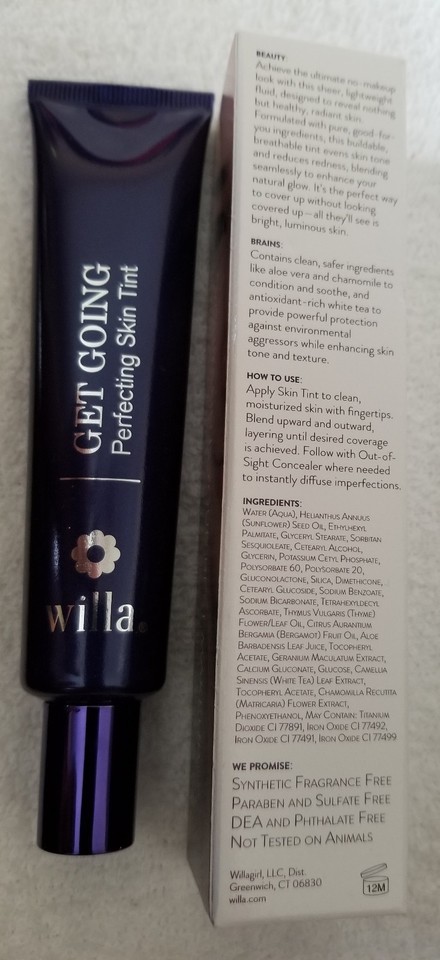 GET GOING
Perfecting Skin Tint
willa.
BEAUTY:
Achieve the ultimate no-makeup
look with this sheer, lightweight
fluid, designed to reveal nothing
but healthy, radiant skin.
Formulated with pure, good-for-
you ingredients, this buildable,
breathable tint evens skin tone
and reduces redness, blending
seamlessly to enhance your
natural glow. It's the perfect way
to cover up without looking
covered up—all they'll see is
bright, luminous skin.
BRAINS:
Contains clean, safer ingredients
like aloe vera and chamomile to
condition and soothe, and
antioxidant-rich white tea to
provide powerful protection
against environmental
aggressors while enhancing skin
tone and texture.
HOW TO USE:
Apply Skin Tint to clean,
moisturized skin with fingertips.
Blend upward and outward,
layering until desired coverage
is achieved. Follow with Out-of-
Sight Concealer where needed
to instantly diffuse imperfections.
INGREDIENTS:
WATER (AQUA), HELIANTHUS ANNUUS
(SUNFLOWER) SEED OIL, ETHYLHEXYL
PALMITATE, GLYCERYL STEARATE, SORBITAN
SESQUIOLEATE, CETEARYL ALCOHOL,
GLYCERIN, POTASSIUM CETYL PHOSPHATE,
POLYSORBATE 60, POLYSORBATE 20,
GLUCONOLACTONE, SILICA, DIMETHICONE,
CETEARYL GLUCOSIDE, SODIUM BENZOATE,
SODIUM BICARBONATE, TETRAHEXYLDECYL
ASCORBATE, THYMUS VULGARIS (THYME)
FLOWER/LEAF OIL, CITRUS AURANTIUM
BERGAMIA (BERGAMOT) FRUIT OIL, ALOE
BARBADENSIS LEAF JUICE, TOCOPHERYL
ACETATE, GERANIUM MACULATUM EXTRACT,
CALCIUM GLUCONATE, GLUCOSE, CAMELLIA
SINENSIS (WHITE TEA) LEAF EXTRACT,
TOCOPHERYL ACETATE, CHAMOMILLA RECUTITA
(MATRICARIA) FLOWER EXTRACT,
PHENOXYETHANOL, MAY CONTAIN: TITANIUM
DIOXIDE CI 77891, IRON OXIDE CI 77492,
IRON OXIDE CI 77491, IRON OXIDE CI 77499
WE PROMISE:
SYNTHETIC FRAGRANCE FREE
PARABEN AND SULFATE FREE
DEA AND PHTHALATE FREE
NOT TESTED ON ANIMALS
Willagirl, LLC, Dist.
Greenwich, CT 06830
willa.com
12M